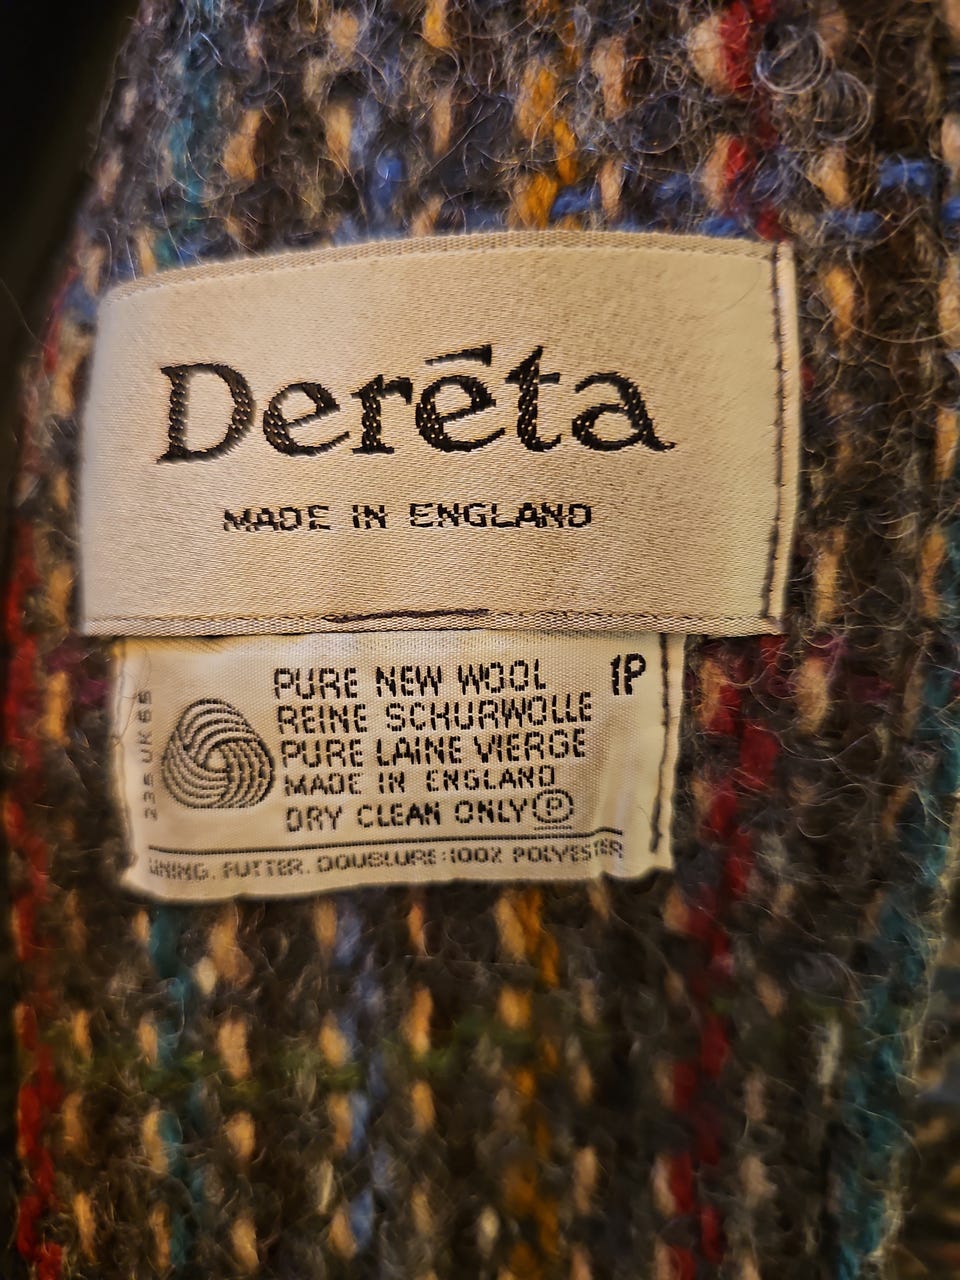 Derēta
MADE IN ENGLAND
PURE NEW WOOL 1P
REINE SCHURWOLLE
PURE LAINE VIERGE
MADE IN ENGLAND
DRY CLEAN ONLY Ⓟ
LINING. FUTTER. DOUBLURE:100% POLYESTER